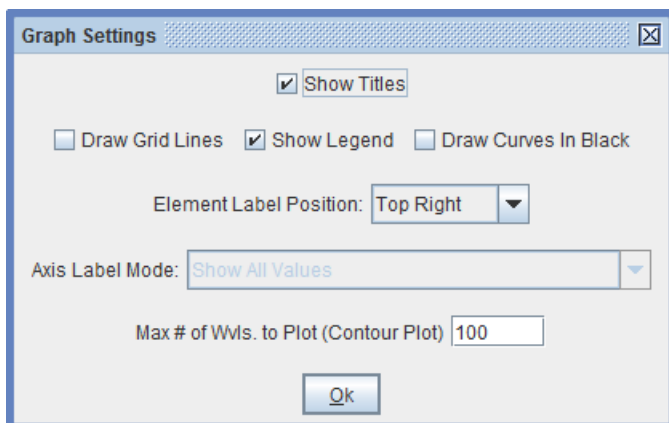 Graph Settings
Show Titles
Draw Grid Lines Show Legend Draw Curves In Black
Element Label Position: Top Right
Axis Label Mode: Show All Values
Max # of Wvls. to Plot (Contour Plot) 100
Ok